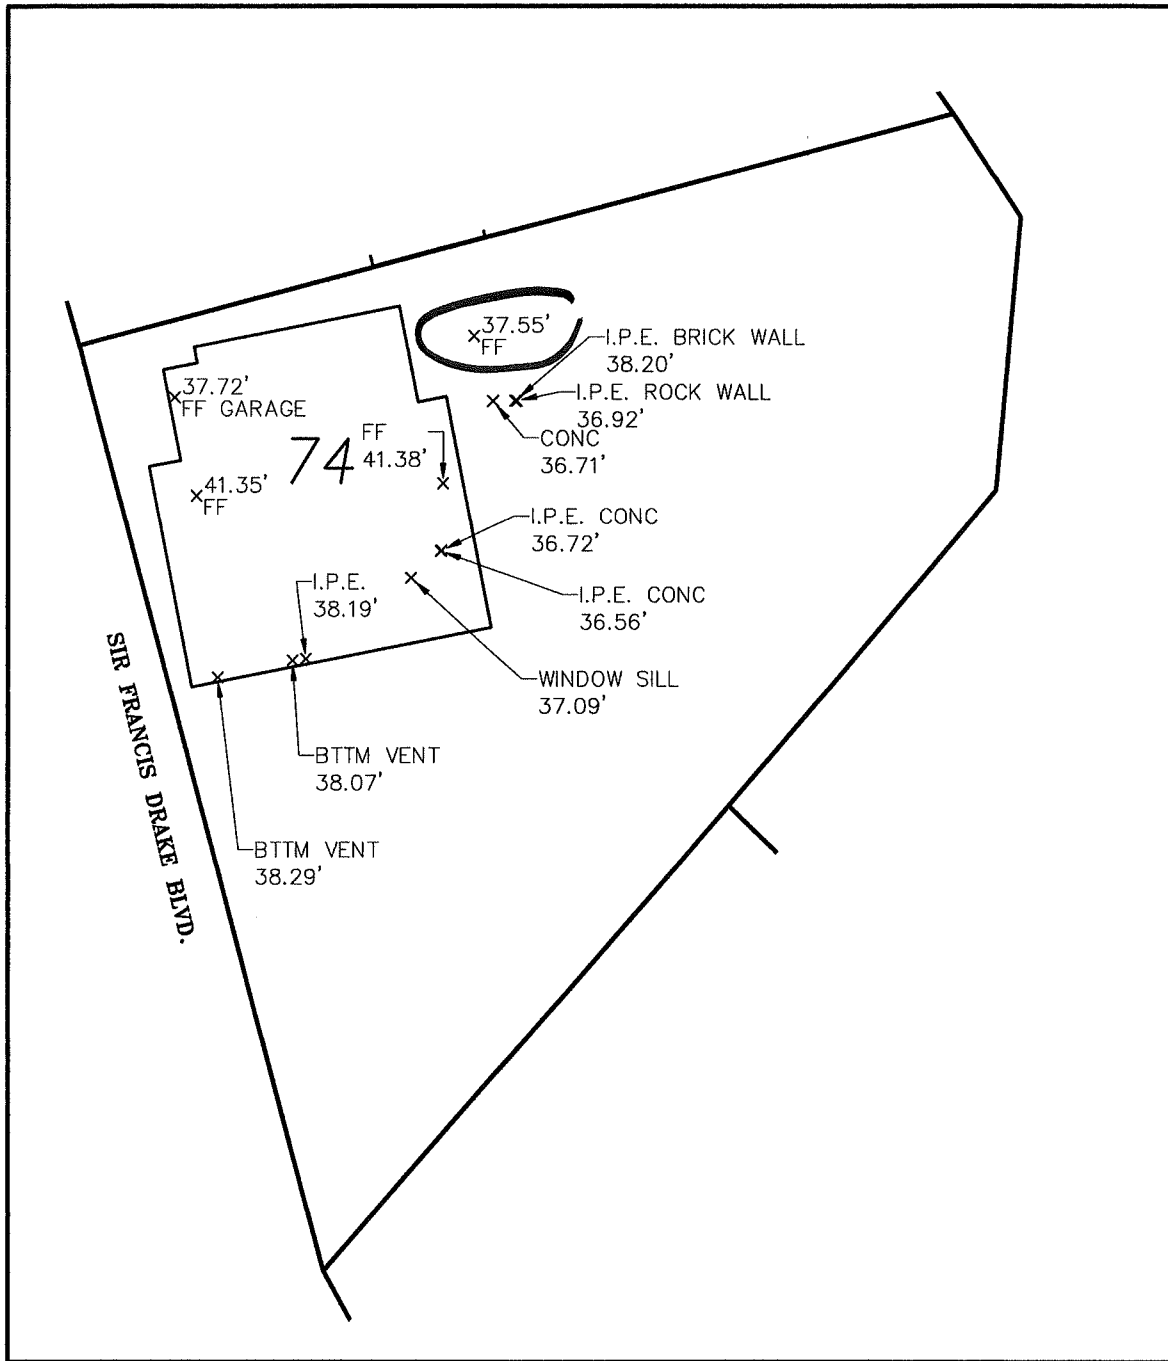 37.55'
FF
I.P.E. BRICK WALL
38.20'
37.72'
FF GARAGE
I.P.E. ROCK WALL
36.92'
CONC
36.71'
74
FF
41.38'
41.35'
FF
I.P.E. CONC
36.72'
I.P.E.
38.19'
I.P.E. CONC
36.56'
WINDOW SILL
37.09'
SIR FRANCIS DRAKE BLVD.
BTTM VENT
38.07'
BTTM VENT
38.29'